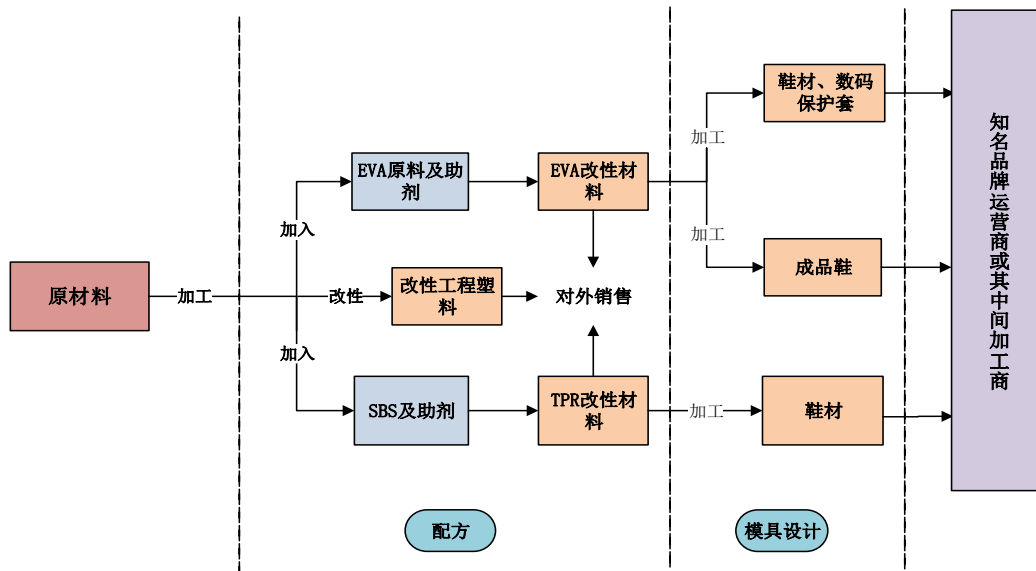 鞋材、数码
保护套
加工
EVA原料及助
剂
EVA改性材
料
加入
加工
原材料
加工
改性
改性工程塑
料
对外销售
成品鞋
加入
SBS及助剂
TPR改性材
料
加工
鞋材
知名品牌运营商或其中间加工商
配方
模具设计